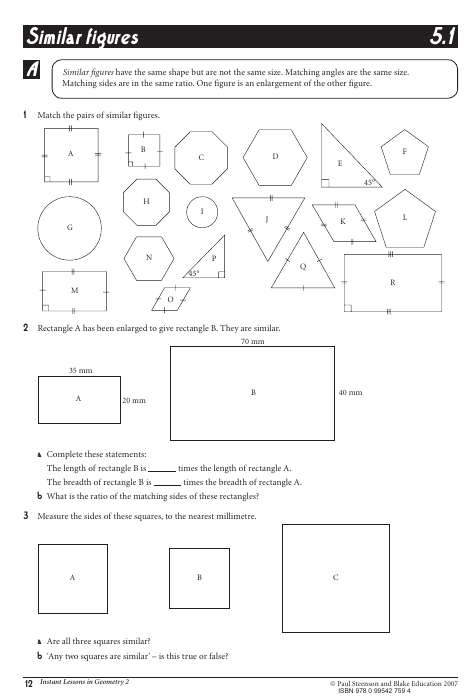 Similar figures 5.1
A
Similar figures have the same shape but are not the same size. Matching angles are the same size.
Matching sides are in the same ratio. One figure is an enlargement of the other figure.
1 Match the pairs of similar figures.
A
B
C
D
E
45°
F
G
H
I
J
K
L
M
N
O
P
45°
Q
R
2 Rectangle A has been enlarged to give rectangle B. They are similar.
70 mm
35 mm
A
20 mm
B
40 mm
a Complete these statements:
The length of rectangle B is ______ times the length of rectangle A.
The breadth of rectangle B is ______ times the breadth of rectangle A.
b What is the ratio of the matching sides of these rectangles?
3 Measure the sides of these squares, to the nearest millimetre.
A
B
C
a Are all three squares similar?
b 'Any two squares are similar' – is this true or false?
12 Instant Lessons in Geometry 2
© Paul Steenson and Blake Education 2007
ISBN 978 0 99542 759 4